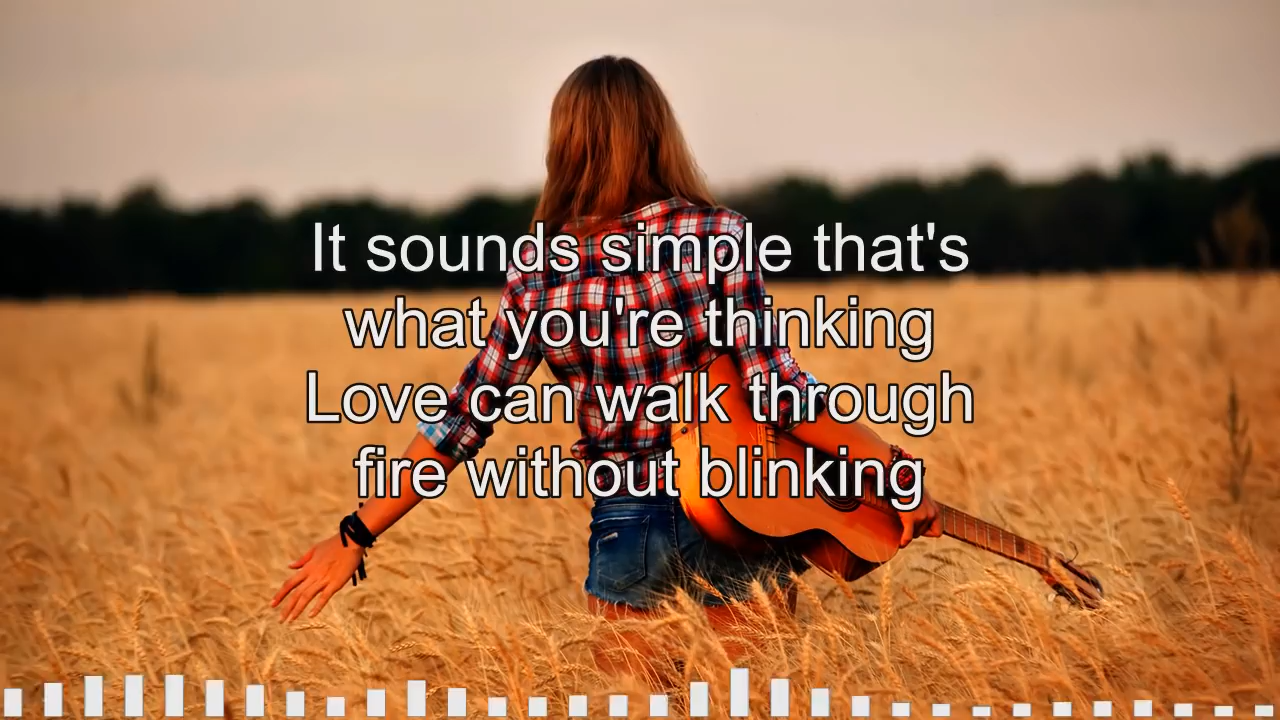 It sounds simple that's
what you're thinking
Love can walk through
fire without blinking